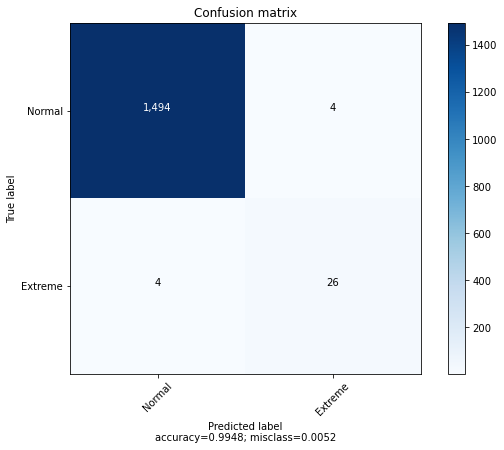 Confusion matrix
1400
Normal
1,494
4
1200
1000
800
True label
600
Extreme
4
26
400
200
Normal
Extreme
Predicted label
accuracy=0.9948; misclass=0.0052